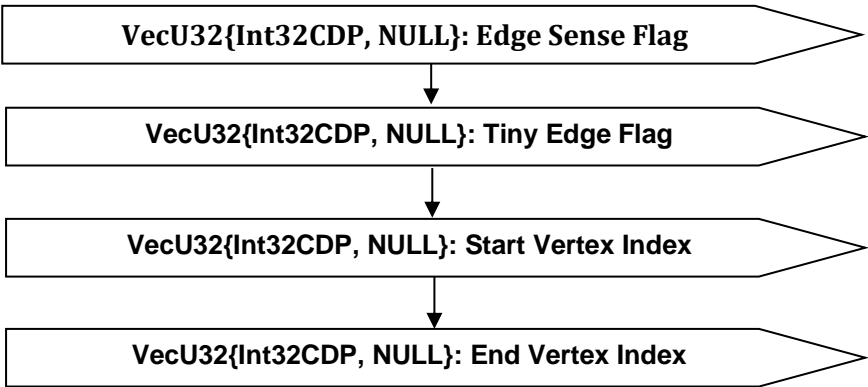 VecU32{Int32CDP, NULL}: Edge Sense Flag
VecU32{Int32CDP, NULL}: Tiny Edge Flag
VecU32{Int32CDP, NULL}: Start Vertex Index
VecU32{Int32CDP, NULL}: End Vertex Index